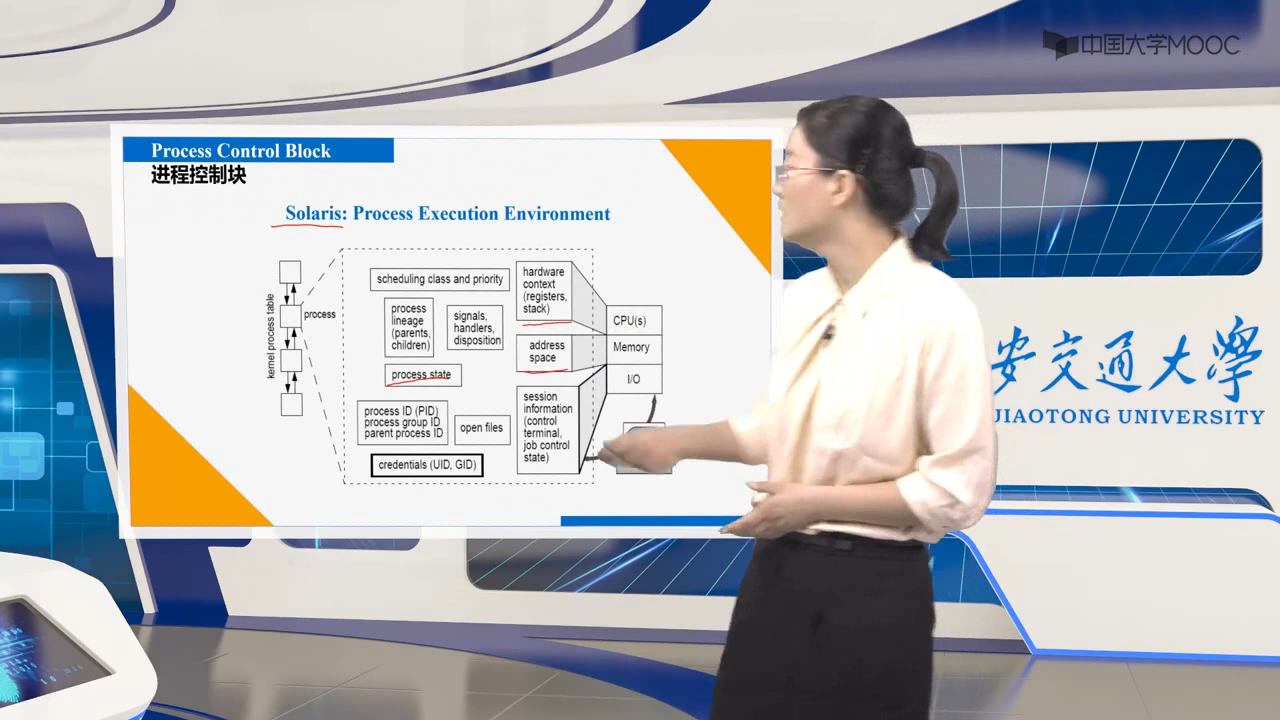 中国大学MOOC
Process Control Block
进程控制块
Solaris: Process Execution Environment
kernel process table
process
scheduling class and priority
process
lineage
(parents,
children)
signals,
handlers,
disposition
process state
process ID (PID)
process group ID
parent process ID
open files
credentials (UID, GID)
hardware
context
(registers,
stack)
address
space
session
information
(control
terminal,
job control
state)
CPU(s)
Memory
I/O
安交通大学
JIAOTONG UNIVERSITY